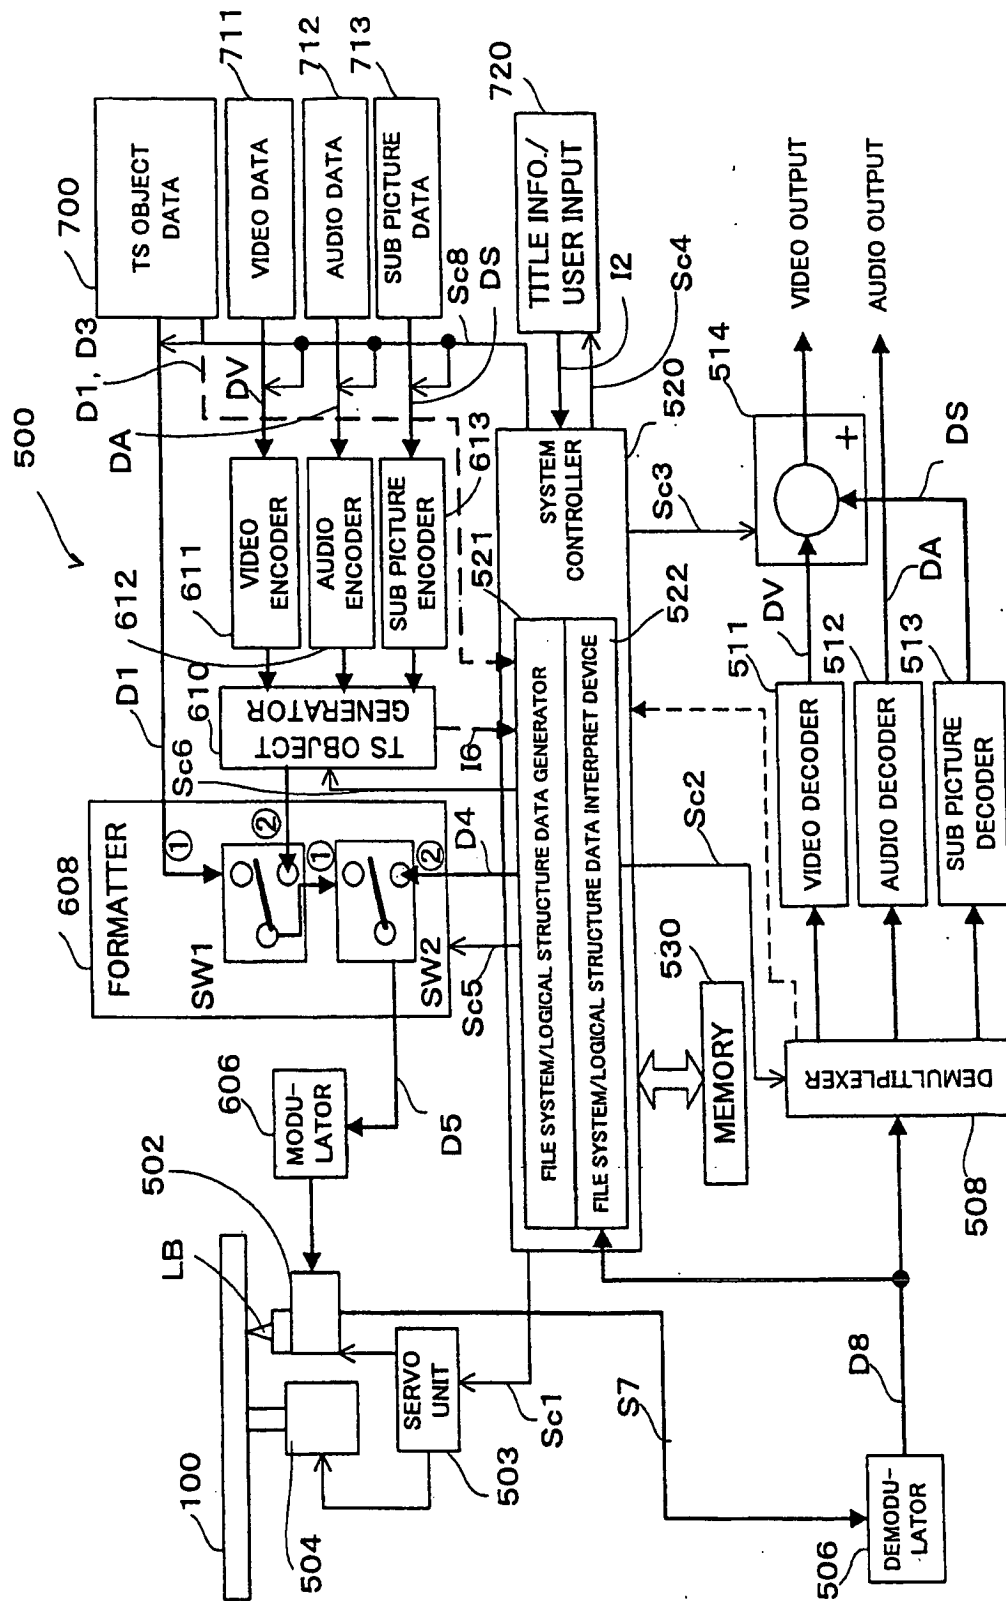 500
100
LB
502
504
SERVO
UNIT
503
Sc1
MODU-
LATOR
606
D5
608
FORMATTER
SW1
SW2
①
②
①
②
Sc5
D4
D1
Sc6
610
TS OBJECT
GENERATOR
I6
612
611
VIDEO
ENCODER
AUDIO
ENCODER
SUB PICTURE
ENCODER
613
DV
DA
DS
D1, D3
Sc8
700
TS OBJECT
DATA
VIDEO DATA
711
AUDIO DATA
712
SUB PICTURE
DATA
713
TITLE INFO./
USER INPUT
720
I2
Sc4
SYSTEM
CONTROLLER
520
521
FILE SYSTEM/LOGICAL STRUCTURE DATA GENERATOR
FILE SYSTEM/LOGICAL STRUCTURE DATA INTERPRET DEVICE
522
Sc3
Sc2
530
MEMORY
S7
DEMODU-
LATOR
506
D8
DEMULTIPLEXER
508
511
VIDEO DECODER
512
AUDIO DECODER
513
SUB PICTURE
DECODER
DV
DA
DS
514
+
VIDEO OUTPUT
AUDIO OUTPUT